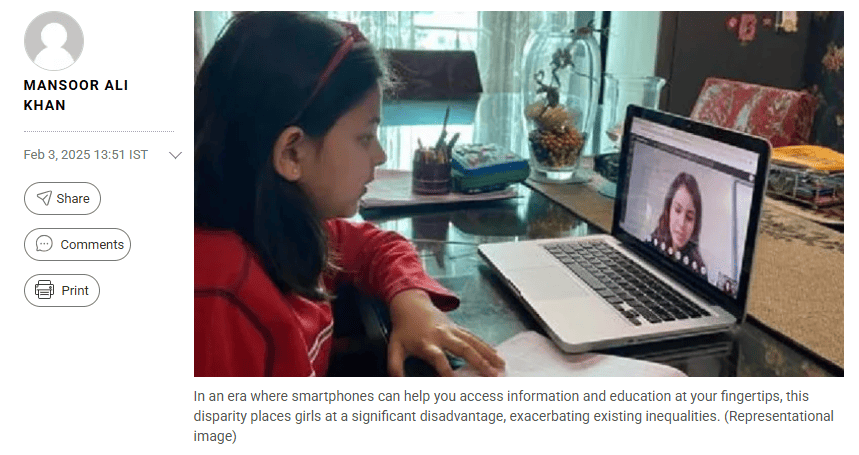 MANSOOR ALI
KHAN
Feb 3, 2025 13:51 IST
Share
Comments
Print
In an era where smartphones can help you access information and education at your fingertips, this
disparity places girls at a significant disadvantage, exacerbating existing inequalities. (Representational
image)